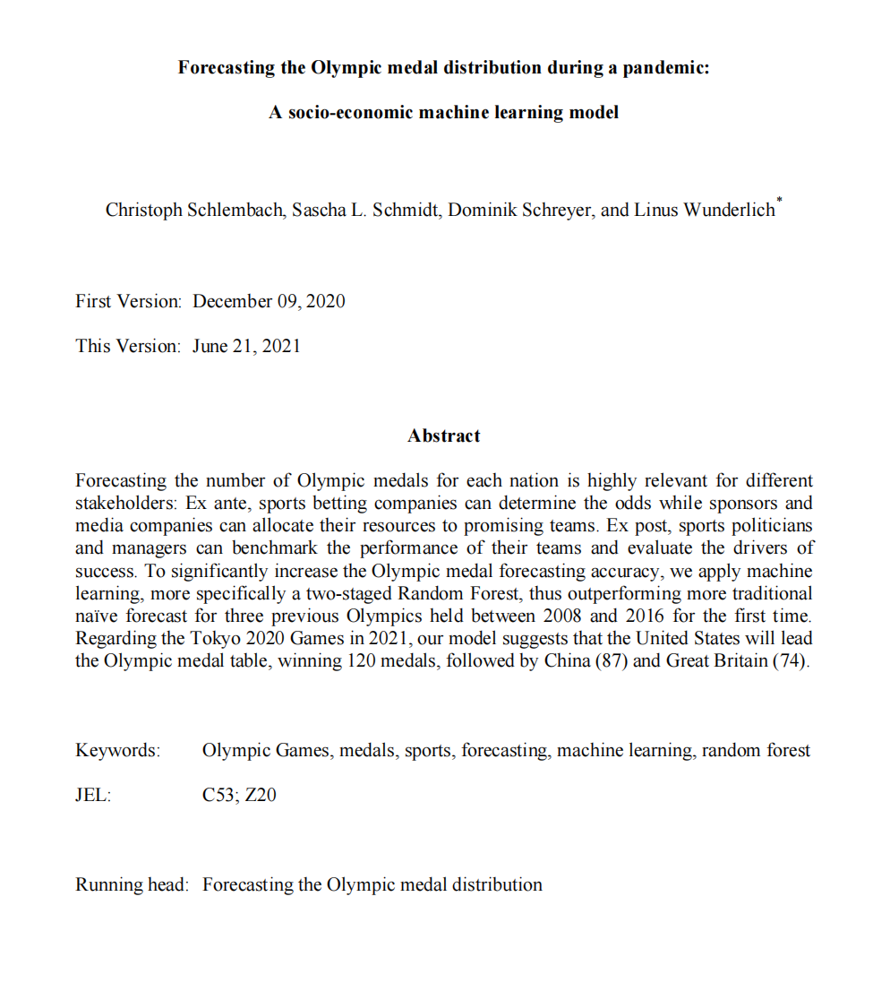 Forecasting the Olympic medal distribution during a pandemic:
A socio-economic machine learning model
Christoph Schlembach, Sascha L. Schmidt, Dominik Schreyer, and Linus Wunderlich*
First Version: December 09, 2020
This Version: June 21, 2021
Abstract
Forecasting the number of Olympic medals for each nation is highly relevant for different
stakeholders: Ex ante, sports betting companies can determine the odds while sponsors and
media companies can allocate their resources to promising teams. Ex post, sports politicians
and managers can benchmark the performance of their teams and evaluate the drivers of
success. To significantly increase the Olympic medal forecasting accuracy, we apply machine
learning, more specifically a two-staged Random Forest, thus outperforming more traditional
naïve forecast for three previous Olympics held between 2008 and 2016 for the first time.
Regarding the Tokyo 2020 Games in 2021, our model suggests that the United States will lead
the Olympic medal table, winning 120 medals, followed by China (87) and Great Britain (74).
Keywords: Olympic Games, medals, sports, forecasting, machine learning, random forest
JEL: C53; Z20
Running head: Forecasting the Olympic medal distribution